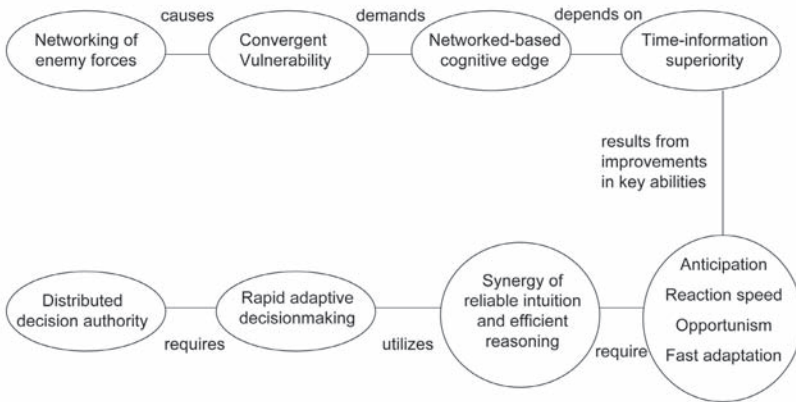 causes
demands
depends on
Networking of
enemy forces
Convergent
Vulnerability
Networked-based
cognitive edge
Time-information
superiority
results from
improvements
in key abilities
Anticipation
Reaction speed
Opportunism
Fast adaptation
require
Synergy of
reliable intuition
and efficient
reasoning
utilizes
Rapid adaptive
decisionmaking
requires
Distributed
decision authority